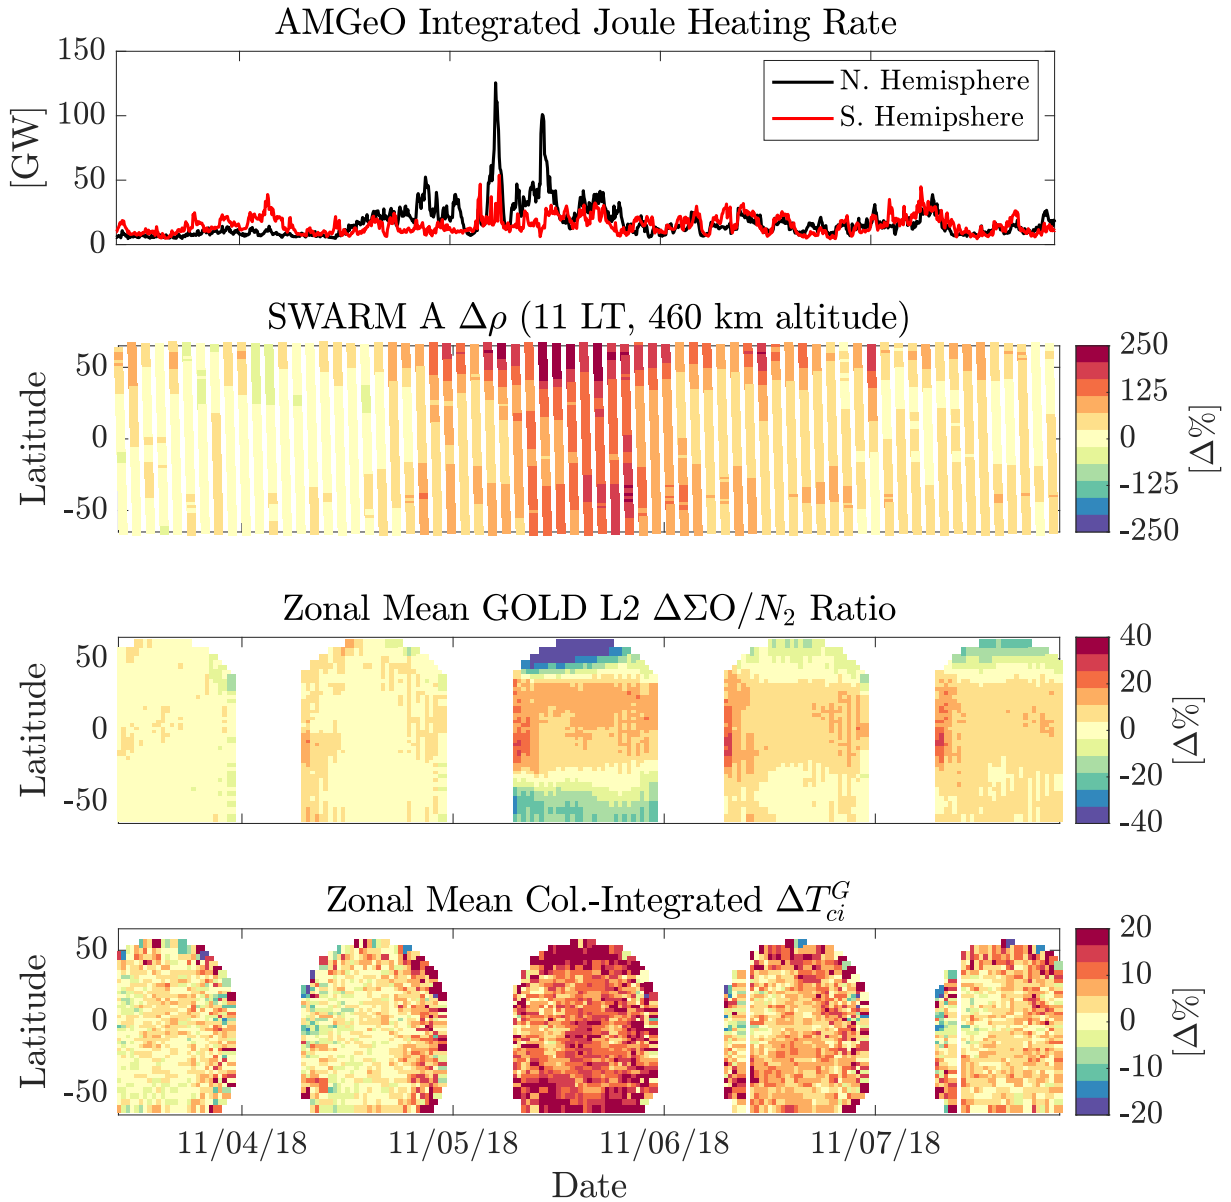 AMGeO Integrated Joule Heating Rate
150
100
50
0
[GW]
N. Hemisphere
S. Hemipshere
SWARM A Δρ (11 LT, 460 km altitude)
50
0
-50
Latitude
250
125
0
-125
-250
[Δ%]
Zonal Mean GOLD L2 ΔΣO/N₂ Ratio
50
0
-50
Latitude
40
20
0
-20
-40
[Δ%]
Zonal Mean Col.-Integrated ΔT_{ci}^{G}
50
0
-50
Latitude
20
10
0
-10
-20
[Δ%]
11/04/18 11/05/18 11/06/18 11/07/18
Date